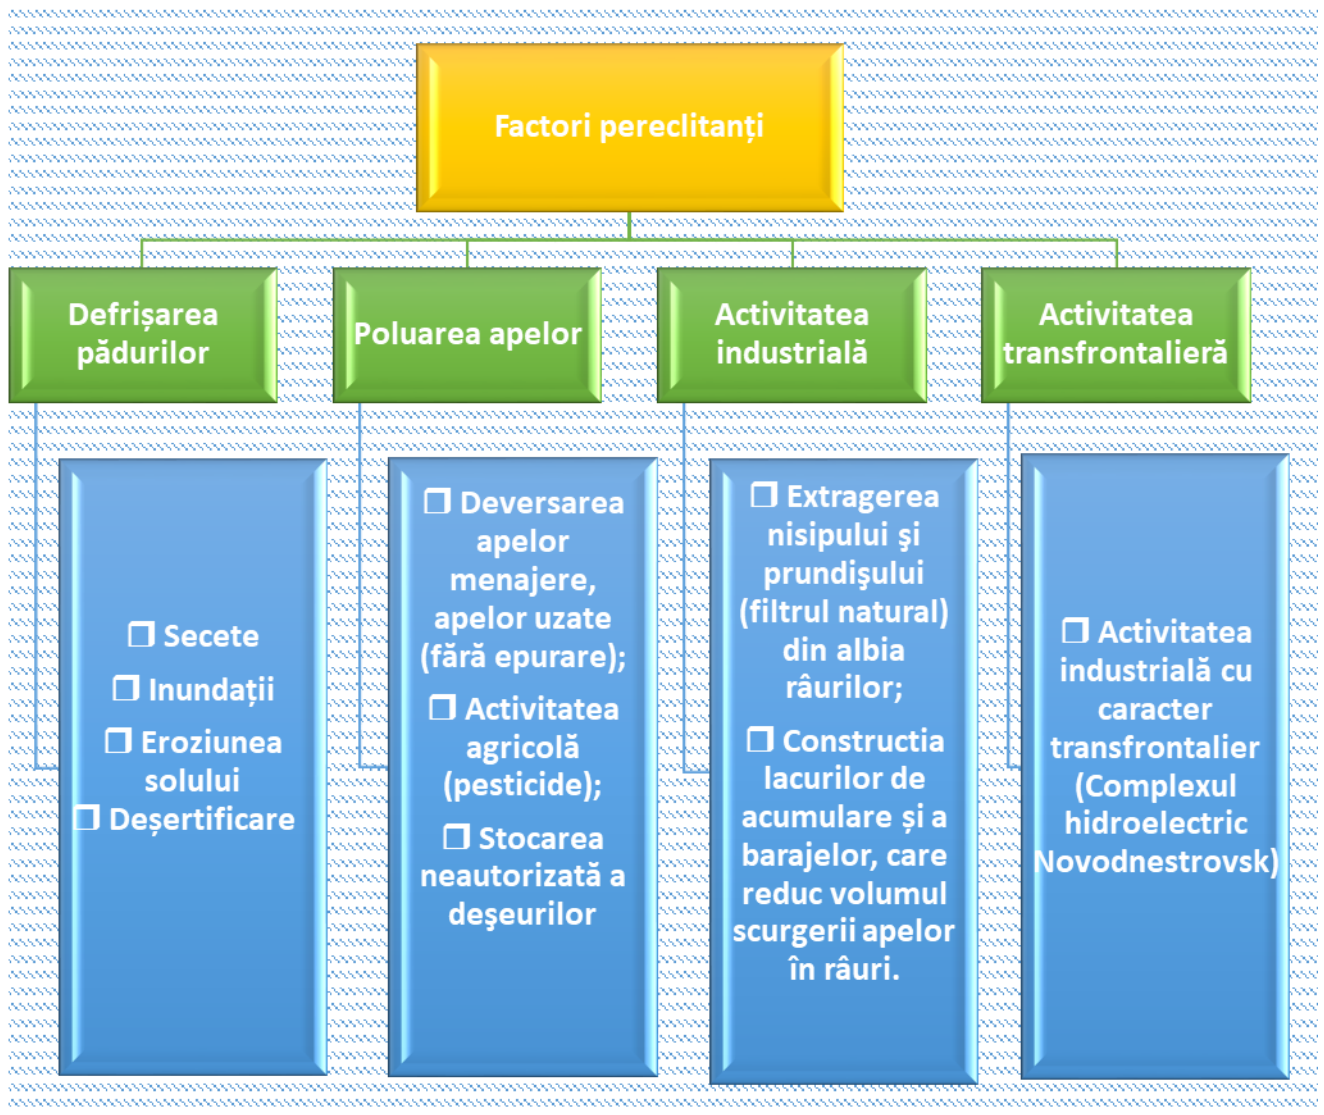 Factori pereclitanți
Defrișarea
pădurilor
Poluarea apelor
Activitatea
industrială
Activitatea
transfrontalieră
❒ Secete
❒ Inundații
❒ Eroziunea
solului
❒ Deșertificare
❒ Deversarea
apelor
menajere,
apelor uzate
(fără epurare);
❒ Activitatea
agricolă
(pesticide);
❒ Stocarea
neautorizată a
deşeurilor
❒ Extragerea
nisipului şi
prundişului
(filtrul natural)
din albia
râurilor;
❒ Constructia
lacurilor de
acumulare și a
barajelor, care
reduc volumul
scurgerii apelor
în râuri.
❒ Activitatea
industrială cu
caracter
transfrontalier
(Complexul
hidroelectric
Novodnestrovsk)